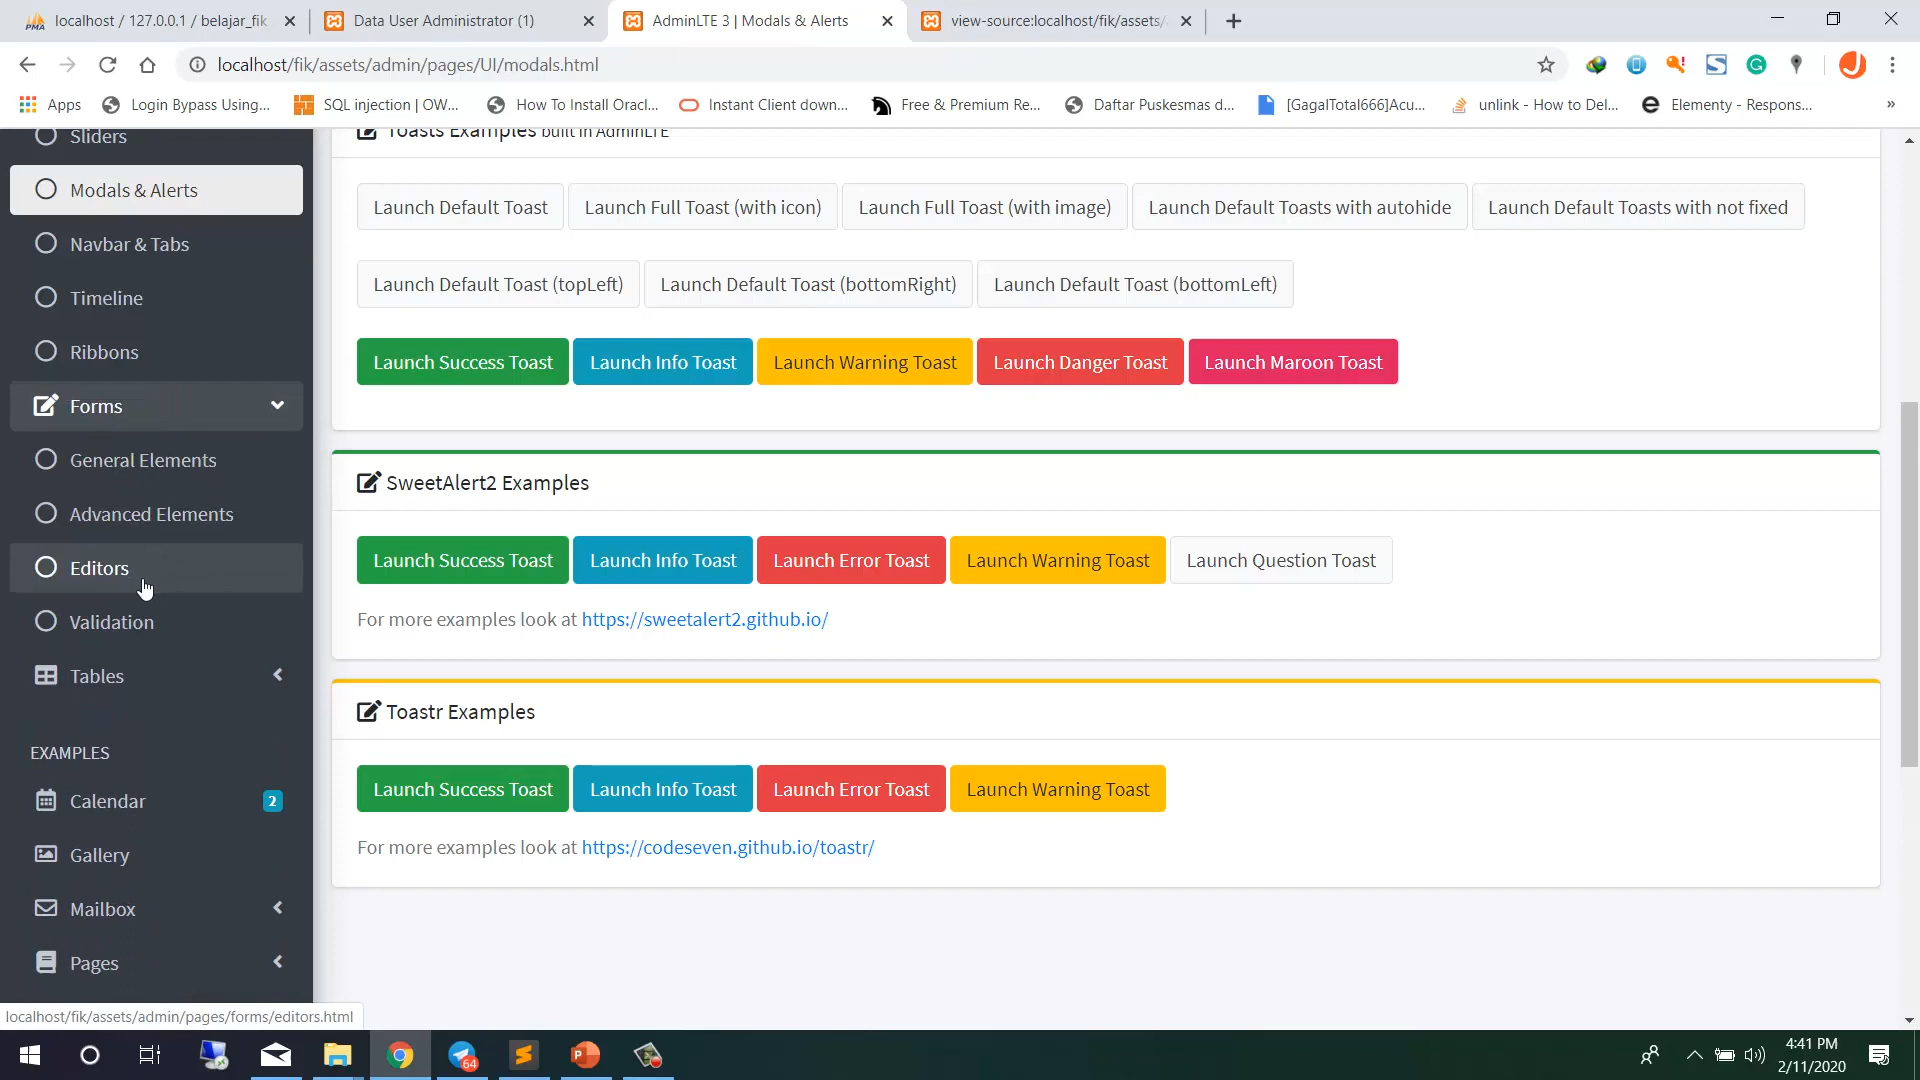 localhost / 127.0.0.1 / belajar_fik
Data User Administrator (1)
AdminLTE 3 | Modals & Alerts
view-source:localhost/fik/assets/
localhost/fik/assets/admin/pages/UI/modals.html
Apps
Login Bypass Using...
SQL injection | OW...
How To Install Oracl...
Instant Client down...
Free & Premium Re...
Daftar Puskesmas d...
[GagalTotal666]Acu...
unlink - How to Del...
Elementy - Respons...
»
Sliders
Modals & Alerts
Navbar & Tabs
Timeline
Ribbons
Forms
General Elements
Advanced Elements
Editors
Validation
Tables
EXAMPLES
Calendar 2
Gallery
Mailbox
Pages
localhost/fik/assets/admin/pages/forms/editors.html
Toasts Examples built in AdminLTE
Launch Default Toast Launch Full Toast (with icon) Launch Full Toast (with image) Launch Default Toasts with autohide Launch Default Toasts with not fixed
Launch Default Toast (topLeft) Launch Default Toast (bottomRight) Launch Default Toast (bottomLeft)
Launch Success Toast Launch Info Toast Launch Warning Toast Launch Danger Toast Launch Maroon Toast
SweetAlert2 Examples
Launch Success Toast Launch Info Toast Launch Error Toast Launch Warning Toast Launch Question Toast
For more examples look at https://sweetalert2.github.io/
Toastr Examples
Launch Success Toast Launch Info Toast Launch Error Toast Launch Warning Toast
For more examples look at https://codeseven.github.io/toastr/
64
4:41 PM
2/11/2020